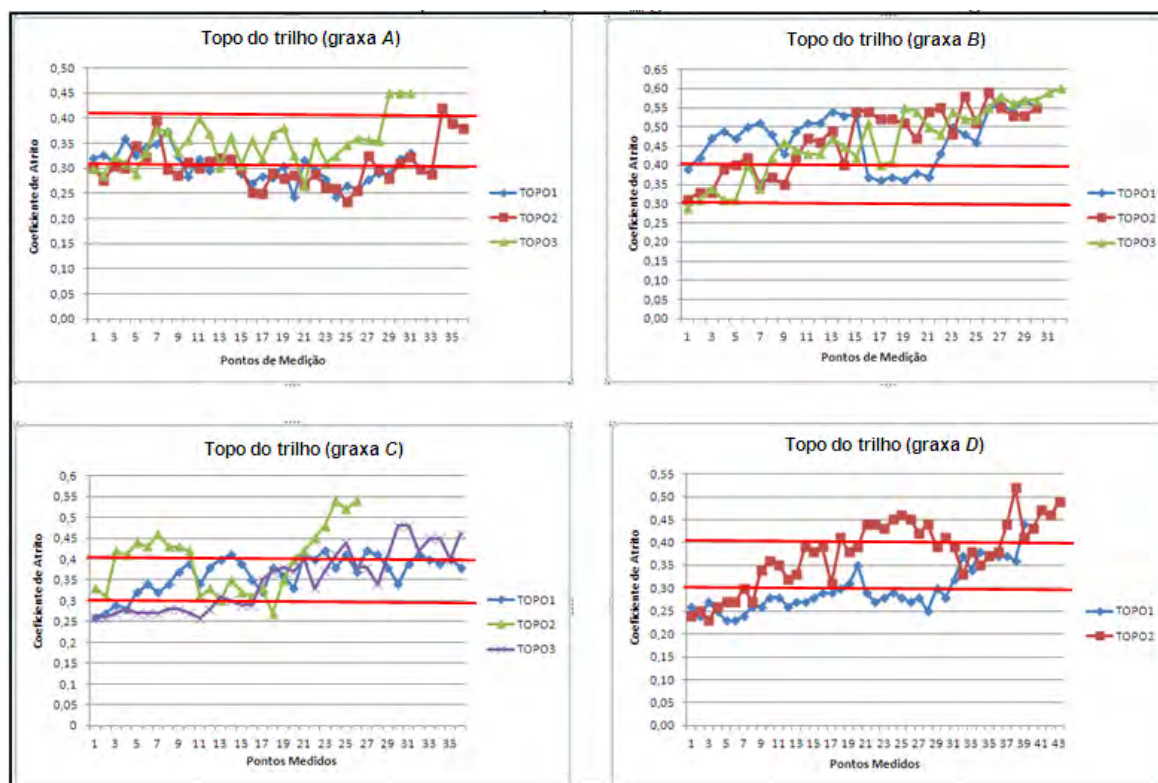 Topo do trilho (graxa A)
Coeficiente de Atrito
0,50
0,45
0,40
0,35
0,30
0,25
0,20
0,15
0,10
0,05
0,00
1 3 5 7 9 11 13 15 17 19 21 23 25 27 29 31 33 35
Pontos de Medição
TOPO1
TOPO2
TOPO3
Topo do trilho (graxa B)
Coeficiente de Atrito
0,65
0,60
0,55
0,50
0,45
0,40
0,35
0,30
0,25
0,20
0,15
0,10
0,05
0,00
1 3 5 7 9 11 13 15 17 19 21 23 25 27 29 31
Pontos de Medição
TOPO1
TOPO2
TOPO3
Topo do trilho (graxa C)
Coeficiente de Atrito
0,6
0,55
0,5
0,45
0,4
0,35
0,3
0,25
0,2
0,15
0,1
0,05
0
1 3 5 7 9 11 13 15 17 19 21 23 25 27 29 31 33 35
Pontos Medidos
TOPO1
TOPO2
TOPO3
Topo do trilho (graxa D)
Coeficiente de Atrito
0,55
0,50
0,45
0,40
0,35
0,30
0,25
0,20
0,15
0,10
0,05
0,00
1 3 5 7 9 11 13 15 17 19 21 23 25 27 29 31 33 35 37 39 41 43
Pontos Medidos
TOPO1
TOPO2